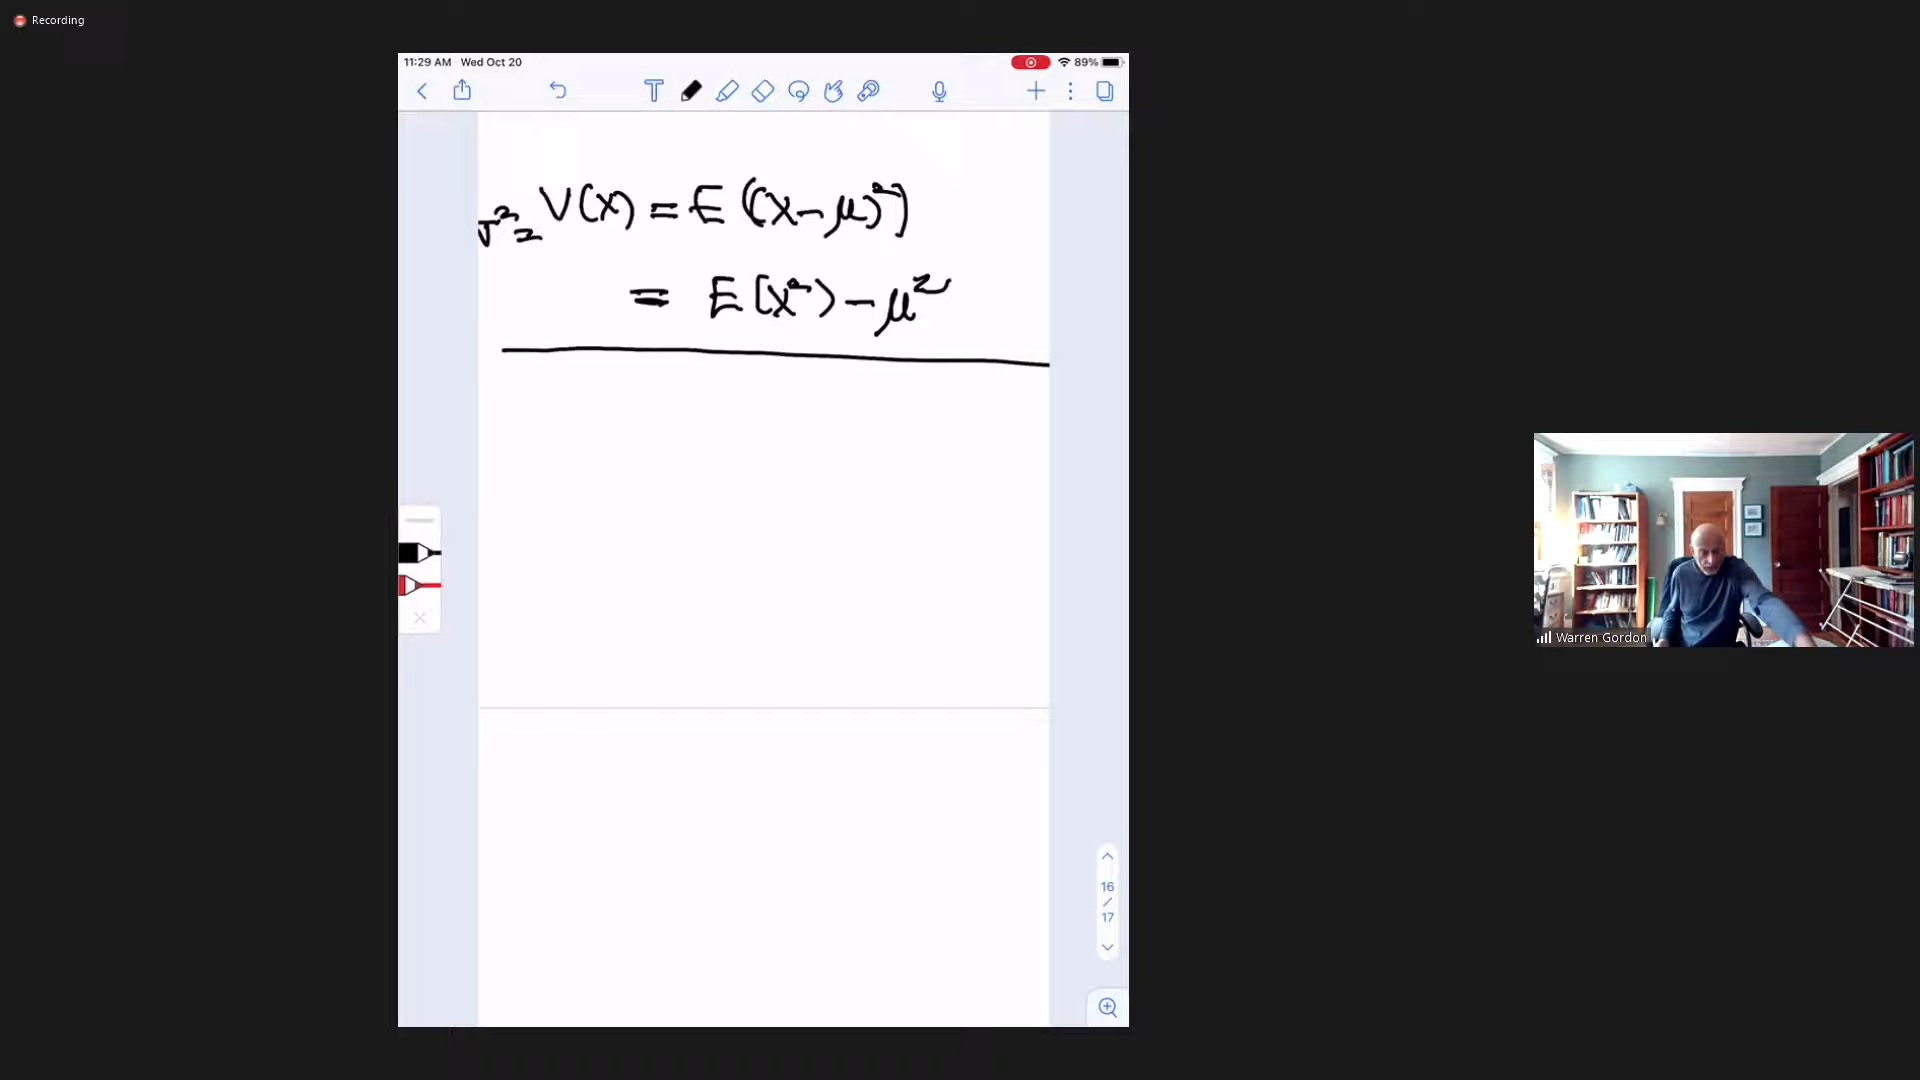 Recording
11:29 AM Wed Oct 20
89%
σ² = V(X) = E((X-μ)²)
= E(X²) - μ²
16
/
17
Warren Gordon